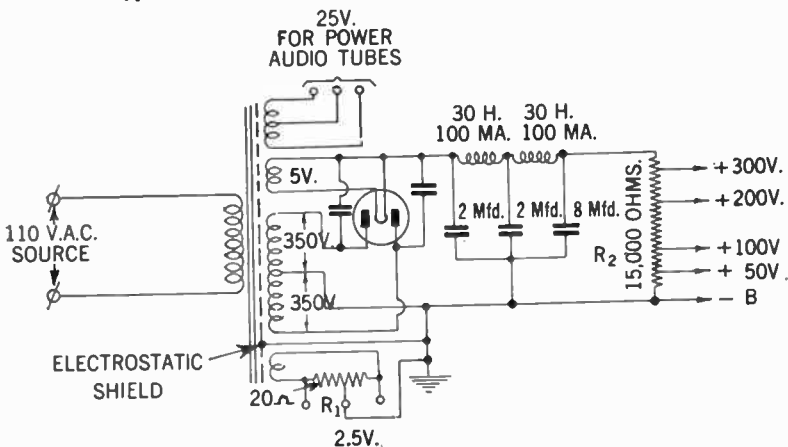 25V.
FOR POWER
AUDIO TUBES
30 H. 30 H.
100 MA. 100 MA.
5V.
+300V.
+200V.
2 Mfd. 2 Mfd. 8 Mfd.
15,000 OHMS.
R2
110 V.A.C.
SOURCE
350V.
350V
+100V
+ 50V.
- B
ELECTROSTATIC
SHIELD
20Ω R1
2.5V.